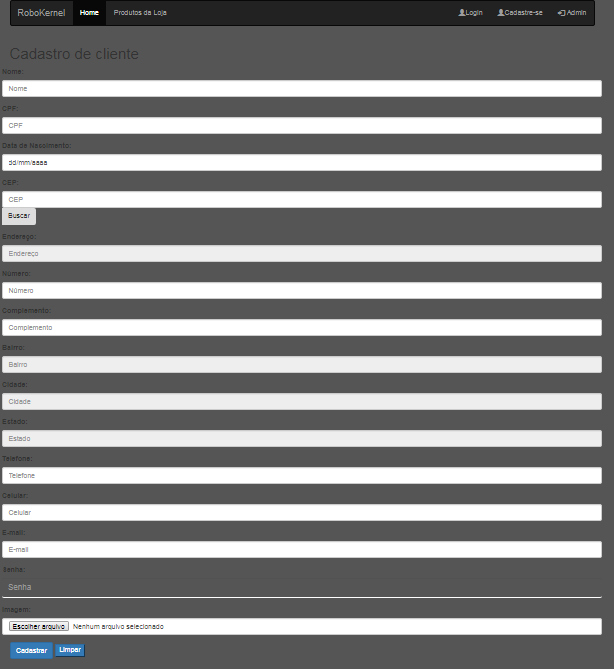 RoboKernel Home Produtos da Loja Login Cadastre-se Admin
Cadastro de cliente
Nome:
Nome
CPF:
CPF
Data de Nascimento:
dd/mm/aaaa
CEP:
CEP
Buscar
Endereço:
Endereço
Número:
Número
Complemento:
Complemento
Bairro:
Bairro
Cidade:
Cidade
Estado:
Estado
Telefone:
Telefone
Celular:
Celular
E-mail:
E-mail
Senha:
Senha
Imagem:
Escolher arquivo Nenhum arquivo selecionado
Cadastrar Limpar